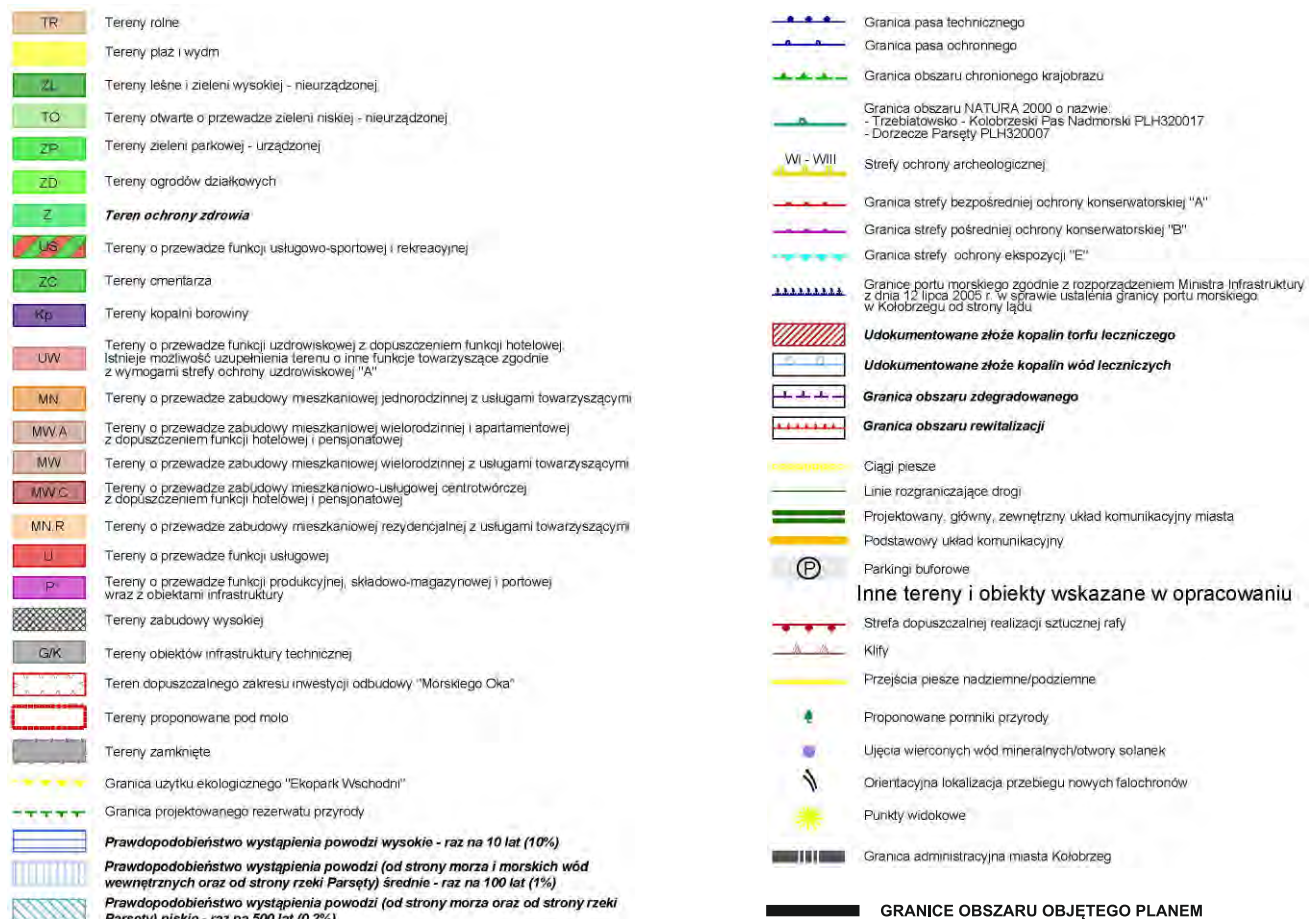 TR Tereny rolne
Tereny plaż i wydm
ZL Tereny leśne i zieleni wysokiej - nieurządzonej
TO Tereny otwarte o przewadze zieleni niskiej - nieurządzonej
ZP Tereny zieleni parkowej - urządzonej
ZD Tereny ogrodów działkowych
Z Teren ochrony zdrowia
US Tereny o przewadze funkcji usługowo-sportowej i rekreacyjnej
ZC Tereny cmentarza
Kp Tereny kopalni borowiny
UW Tereny o przewadze funkcji uzdrowiskowej z dopuszczeniem funkcji hotelowej.
Istnieje możliwość uzupełnienia terenu o inne funkcje towarzyszące zgodnie
z wymogami strefy ochrony uzdrowiskowej "A"
MN Tereny o przewadze zabudowy mieszkaniowej jednorodzinnej z usługami towarzyszącymi
MW.A Tereny o przewadze zabudowy mieszkaniowej wielorodzinnej i apartamentowej
z dopuszczeniem funkcji hotelowej i pensjonatowej
MW Tereny o przewadze zabudowy mieszkaniowej wielorodzinnej z usługami towarzyszącymi
MW.C Tereny o przewadze zabudowy mieszkaniowo-usługowej centrotwórczej
z dopuszczeniem funkcji hotelowej i pensjonatowej
MN.R Tereny o przewadze zabudowy mieszkaniowej rezydencjalnej z usługami towarzyszącymi
U Tereny o przewadze funkcji usługowej
P Tereny o przewadze funkcji produkcyjnej, składowo-magazynowej i portowej
wraz z obiektami infrastruktury
Tereny zabudowy wysokiej
G/K Tereny obiektów infrastruktury technicznej
Teren dopuszczalnego zakresu inwestycji odbudowy "Morskiego Oka"
Tereny proponowane pod molo
Tereny zamknięte
Granica użytku ekologicznego "Ekopark Wschodni"
Granica projektowanego rezerwatu przyrody
Prawdopodobieństwo wystąpienia powodzi wysokie - raz na 10 lat (10%)
Prawdopodobieństwo wystąpienia powodzi (od strony morza i morskich wód
wewnętrznych oraz od strony rzeki Parsęty) średnie - raz na 100 lat (1%)
Prawdopodobieństwo wystąpienia powodzi (od strony morza oraz od strony rzeki
Parsęty) niskie - raz na 500 lat (0,2%)
Granica pasa technicznego
Granica pasa ochronnego
Granica obszaru chronionego krajobrazu
Granica obszaru NATURA 2000 o nazwie:
- Trzebiatowsko - Kołobrzeski Pas Nadmorski PLH320017
- Dorzecze Parsęty PLH320007
WI - WIII Strefy ochrony archeologicznej
Granica strefy bezpośredniej ochrony konserwatorskiej "A"
Granica strefy pośredniej ochrony konserwatorskiej "B"
Granica strefy ochrony ekspozycji "E"
Granice portu morskiego zgodnie z rozporządzeniem Ministra Infrastruktury
z dnia 12 lipca 2005 r. w sprawie ustalenia granicy portu morskiego
w Kołobrzegu od strony lądu
Udokumentowane złoże kopalin torfu leczniczego
Udokumentowane złoże kopalin wód leczniczych
Granica obszaru zdegradowanego
Granica obszaru rewitalizacji
Ciągi piesze
Linie rozgraniczające drogi
Projektowany, główny, zewnętrzny układ komunikacyjny miasta
Podstawowy układ komunikacyjny
P Parkingi buforowe
Inne tereny i obiekty wskazane w opracowaniu
Strefa dopuszczalnej realizacji sztucznej rafy
Klify
Przejścia piesze nadziemne/podziemne
Proponowane pomniki przyrody
Ujęcia wierconych wód mineralnych/otwory solanek
Orientacyjna lokalizacja przebiegu nowych falochronów
Punkty widokowe
Granica administracyjna miasta Kołobrzeg
GRANICE OBSZARU OBJĘTEGO PLANEM